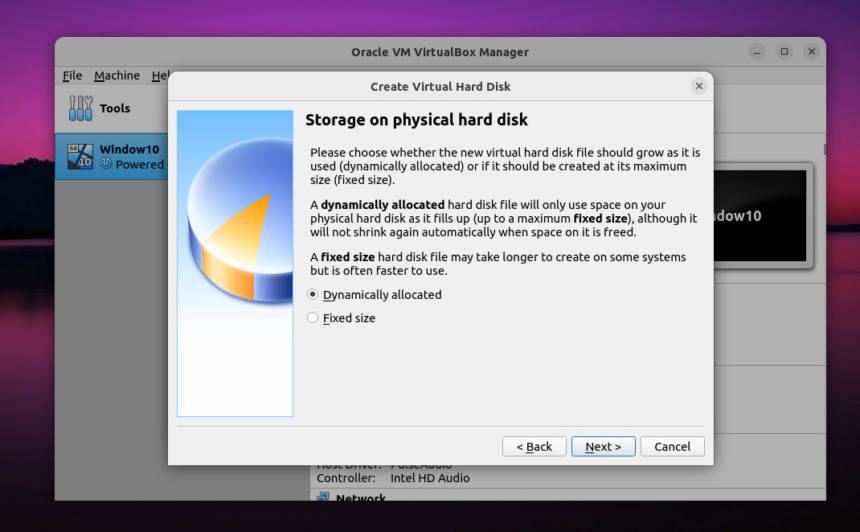 Oracle VM VirtualBox Manager
File Machine Hel
Create Virtual Hard Disk
Tools
Storage on physical hard disk
Window10
Powered
64
10
Please choose whether the new virtual hard disk file should grow as it is
used (dynamically allocated) or if it should be created at its maximum
size (fixed size).
A dynamically allocated hard disk file will only use space on your
physical hard disk as it fills up (up to a maximum fixed size), although it
will not shrink again automatically when space on it is freed.
dow10
A fixed size hard disk file may take longer to create on some systems
but is often faster to use.
Dynamically allocated
Fixed size
< Back Next > Cancel
Host Driver: PulseAudio
Controller: Intel HD Audio
Network